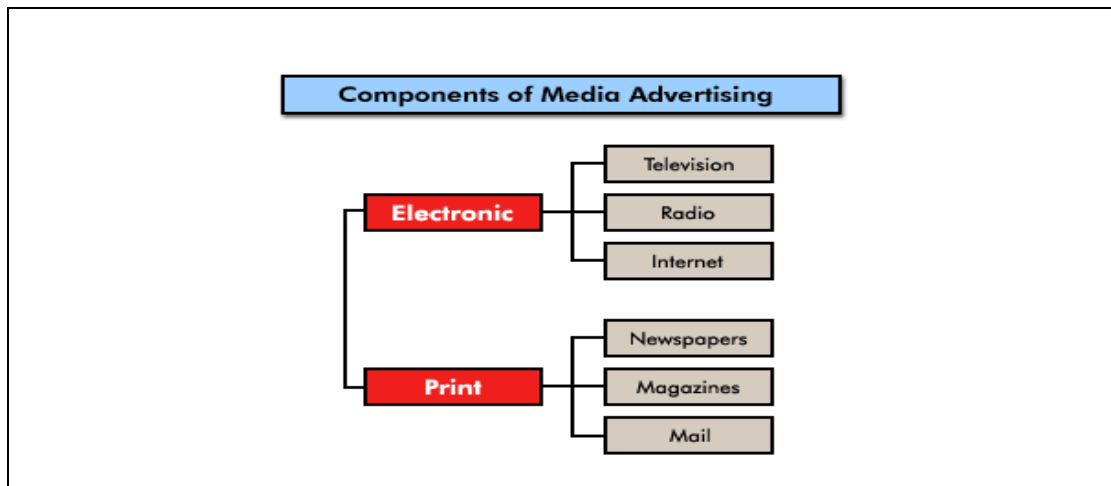 Components of Media Advertising
Television
Electronic
Radio
Internet
Newspapers
Print
Magazines
Mail